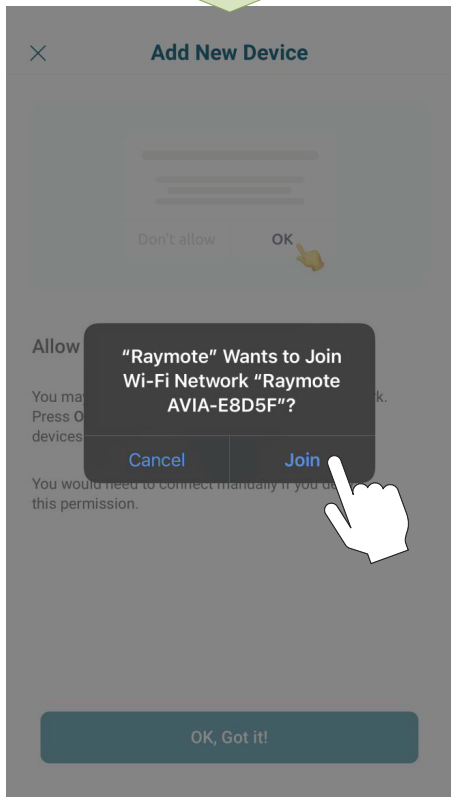 Add New Device
Don't allow OK
Allow
"Raymote" Wants to Join
Wi-Fi Network "Raymote
AVIA-E8D5F"?
You ma k.
Press O
devices
Cancel Join
You would need to connect manually if you de
this permission.
OK, Got it!